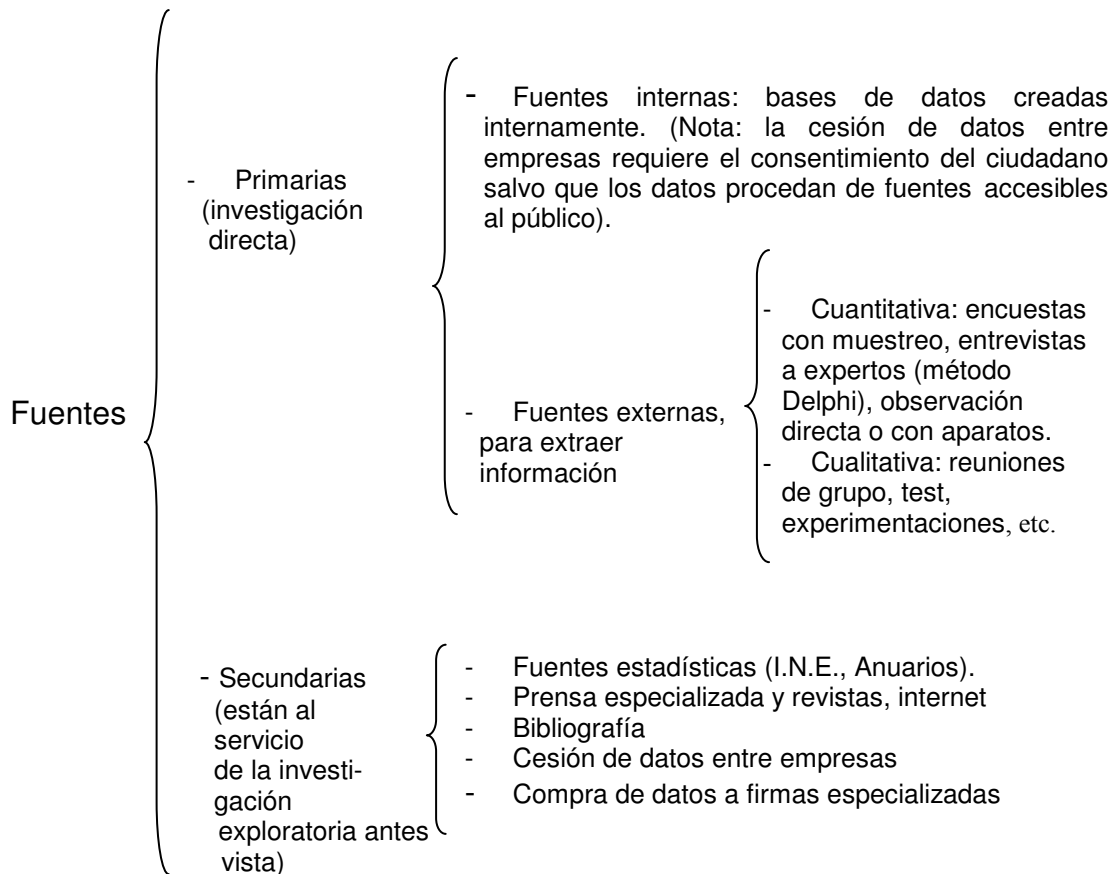 Fuentes
- Primarias
(investigación
directa)
- Fuentes internas: bases de datos creadas
internamente. (Nota: la cesión de datos entre
empresas requiere el consentimiento del ciudadano
salvo que los datos procedan de fuentes accesibles
al público).
- Fuentes externas,
para extraer
información
- Cuantitativa: encuestas
con muestreo, entrevistas
a expertos (método
Delphi), observación
directa o con aparatos.
- Cualitativa: reuniones
de grupo, test,
experimentaciones, etc.
- Secundarias
(están al
servicio
de la investi-
gación
exploratoria antes
vista)
- Fuentes estadísticas (I.N.E., Anuarios).
- Prensa especializada y revistas, internet
- Bibliografía
- Cesión de datos entre empresas
- Compra de datos a firmas especializadas